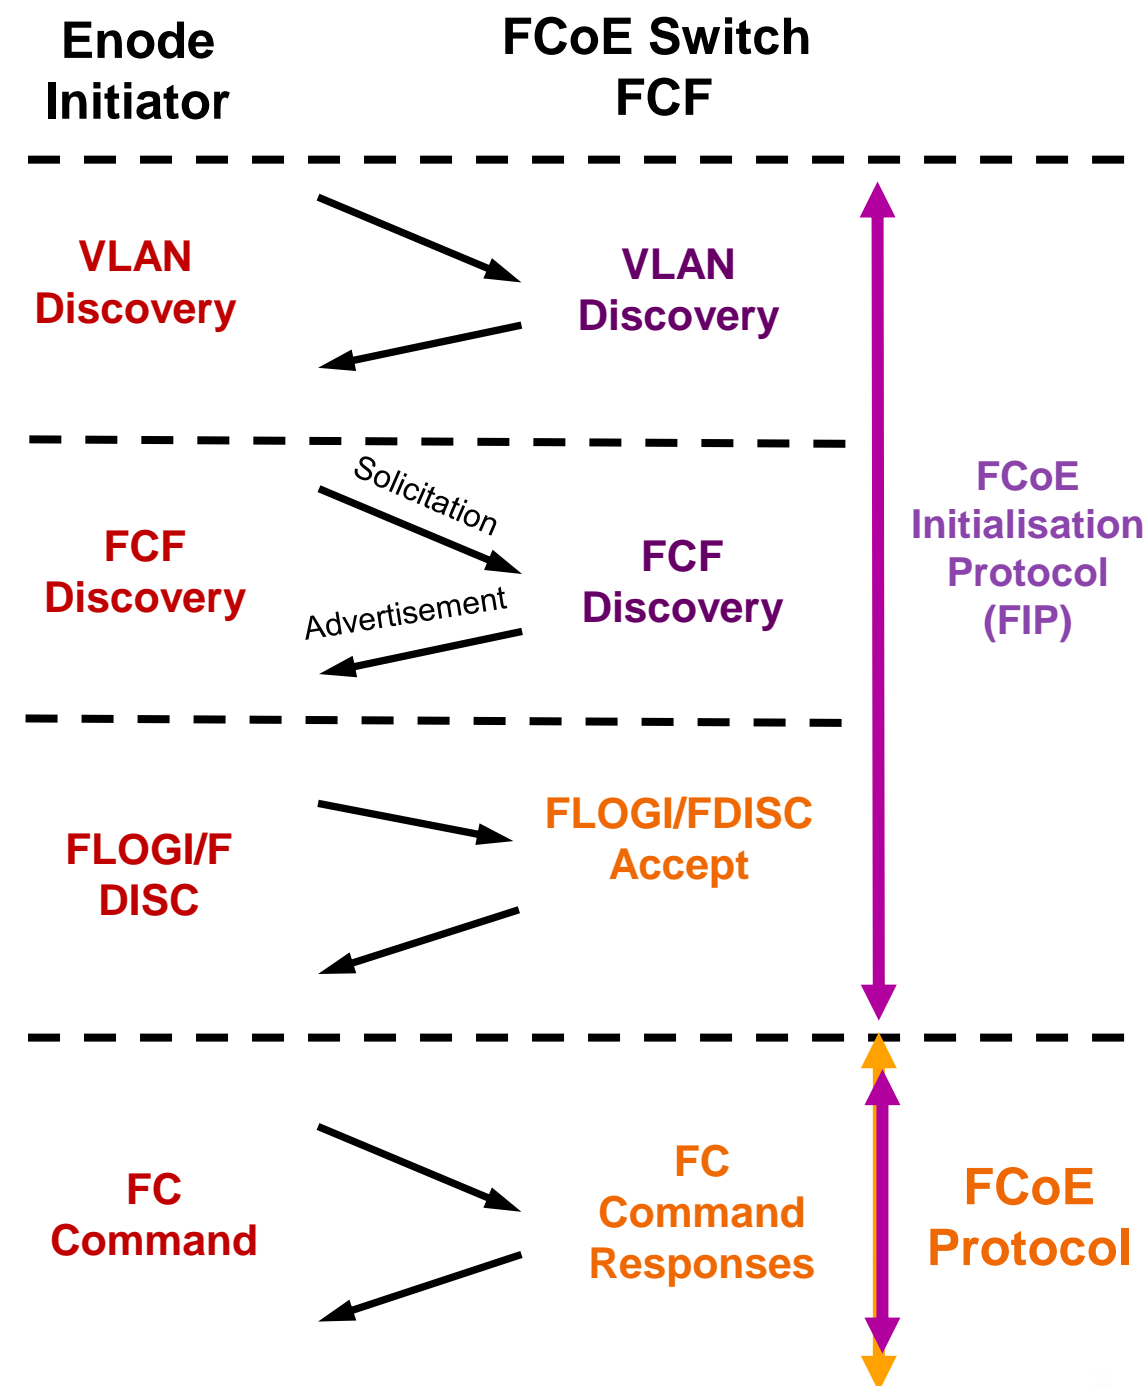 Enode
Initiator
FCoE Switch
FCF
VLAN
Discovery
VLAN
Discovery
Solicitation
FCF
Discovery
Advertisement
FCF
Discovery
FCoE
Initialisation
Protocol
(FIP)
FLOGI/F
DISC
FLOGI/FDISC
Accept
FC
Command
FC
Command
Responses
FCoE
Protocol